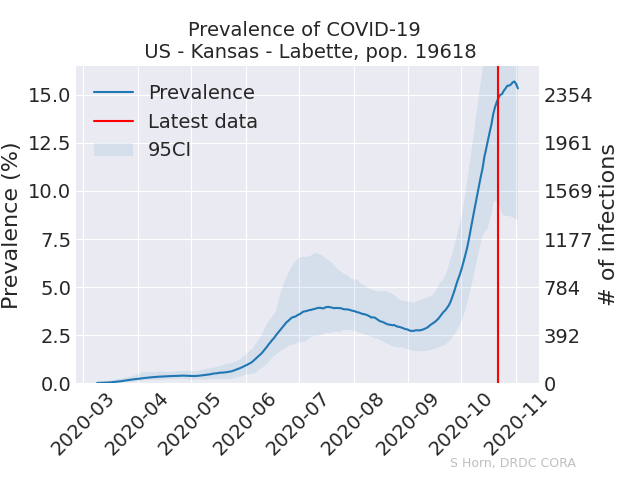 Prevalence of COVID-19
US - Kansas - Labette, pop. 19618
Prevalence (%)
15.0
12.5
10.0
7.5
5.0
2.5
0.0
Prevalence
Latest data
95CI
2354
1961
1569
1177
784
392
0
# of infections
2020-03
2020-04
2020-05
2020-06
2020-07
2020-08
2020-09
2020-10
2020-11
S Horn, DRDC CORA